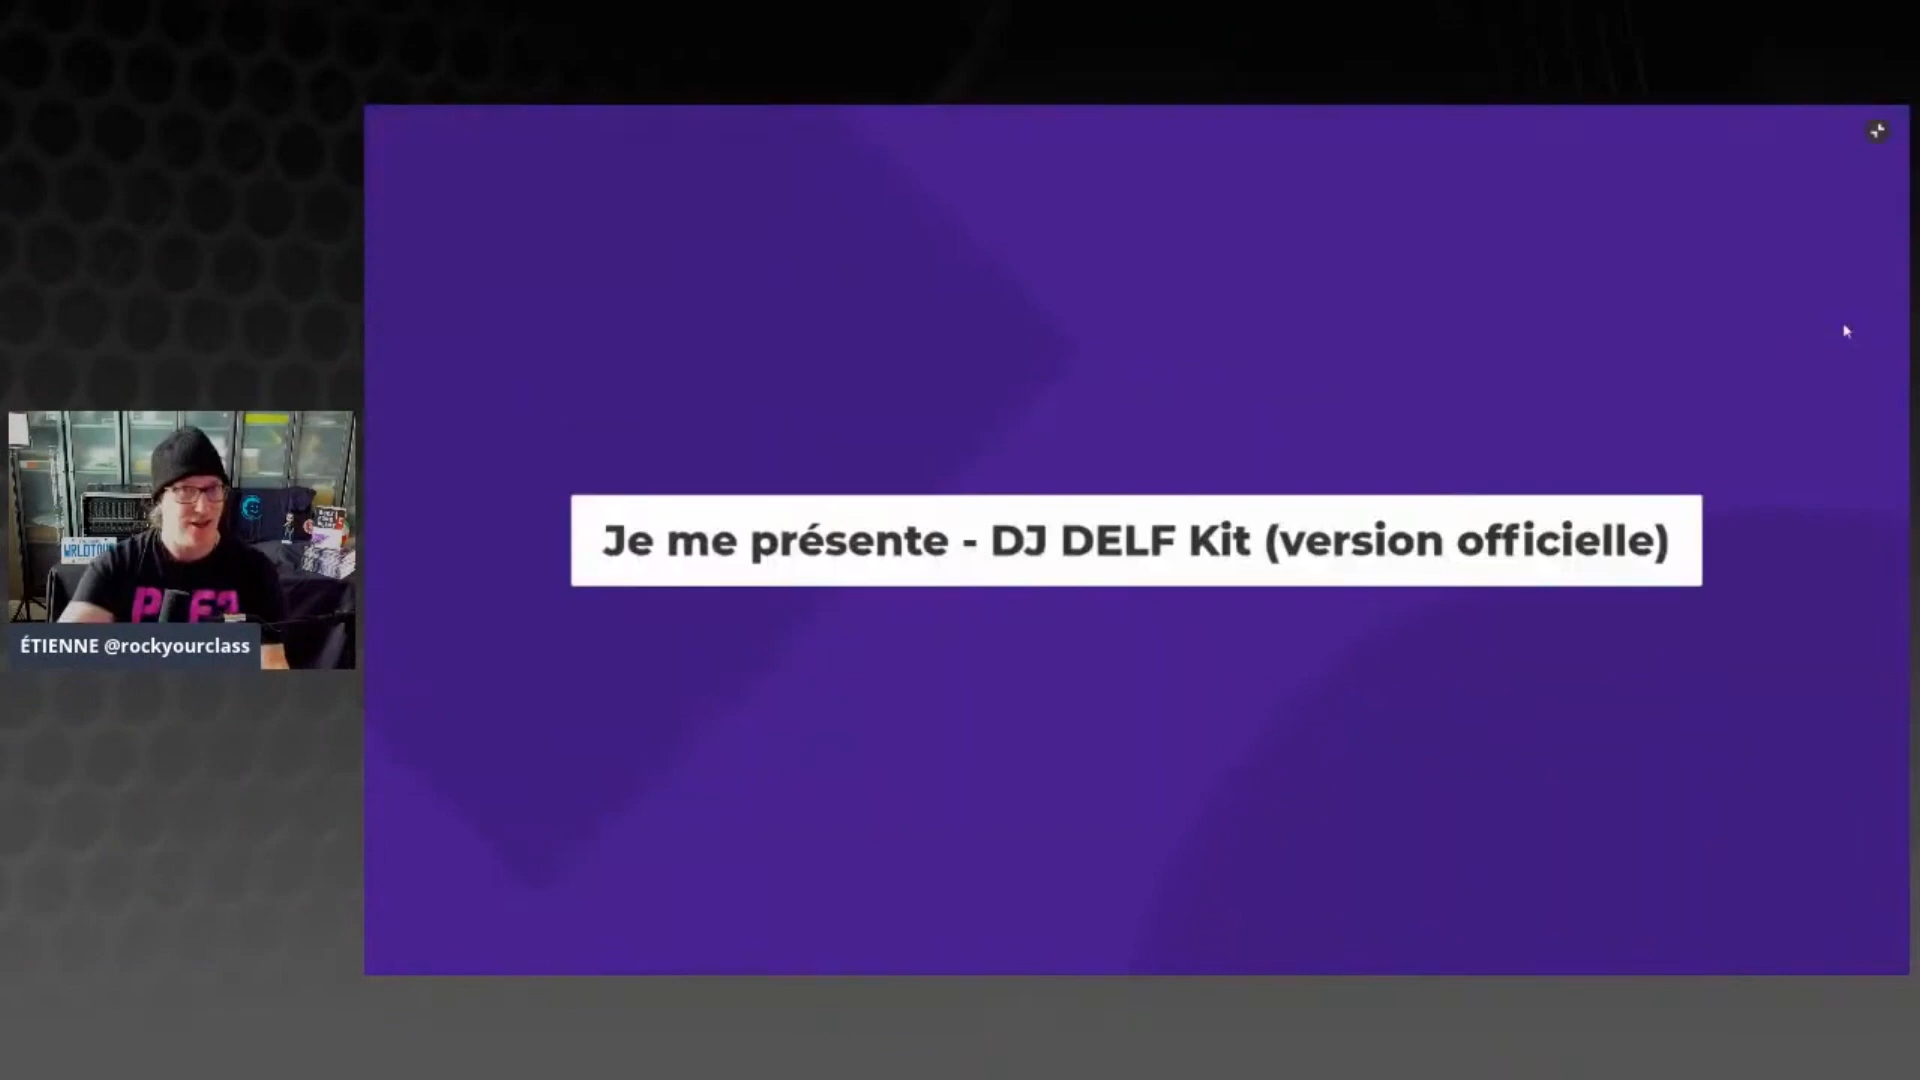 Je me présente - DJ DELF Kit (version officielle)
ÉTIENNE @rockyourclass